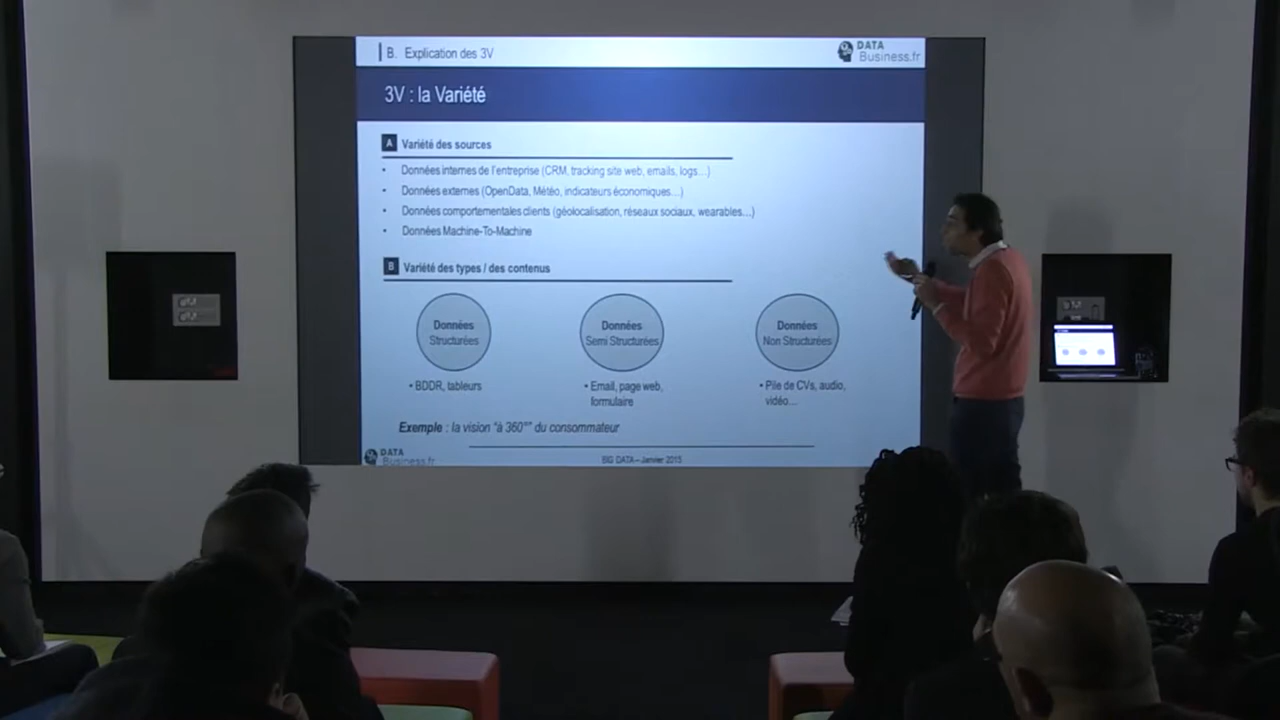 B. Explication des 3V
DATA
Business.fr
3V : la Variété
A Variété des sources
• Données internes de l'entreprise (CRM, tracking site web, emails, logs…)
• Données externes (OpenData, Météo, indicateurs économiques…)
• Données comportementales clients (géolocalisation, réseaux sociaux, wearables…)
• Données Machine-To-Machine
B Variété des types / des contenus
Données
Structurées
Données
Semi Structurées
Données
Non Structurées
• BDDR, tableurs
• Email, page web,
formulaire
• Pile de CVs, audio,
vidéo…
Exemple : la vision "à 360°" du consommateur
DATA
Business.fr
BIG DATA – Janvier 2015